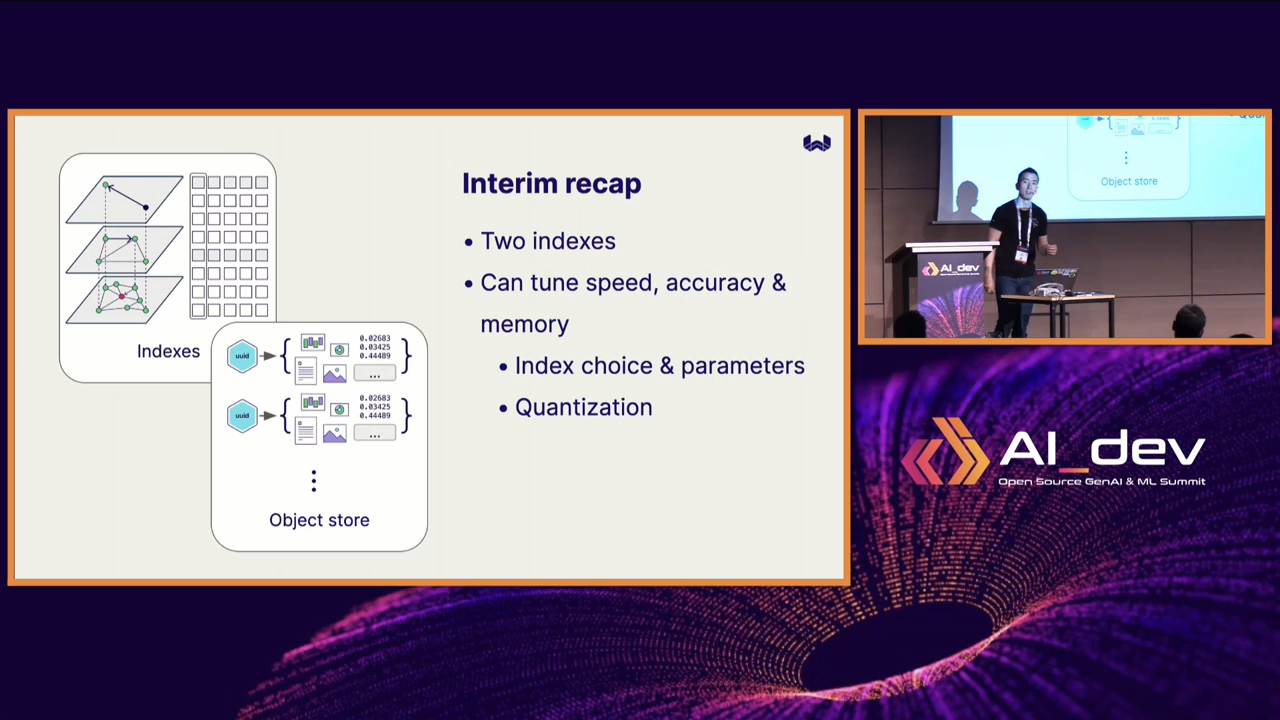 Interim recap
• Two indexes
• Can tune speed, accuracy &
memory
• Index choice & parameters
• Quantization
Indexes
uuid
0.02683
0.03425
0.44489
...
uuid
0.02683
0.03425
0.44489
...
Object store
Object store
AI_dev
AI_dev
Open Source GenAI & ML Summit